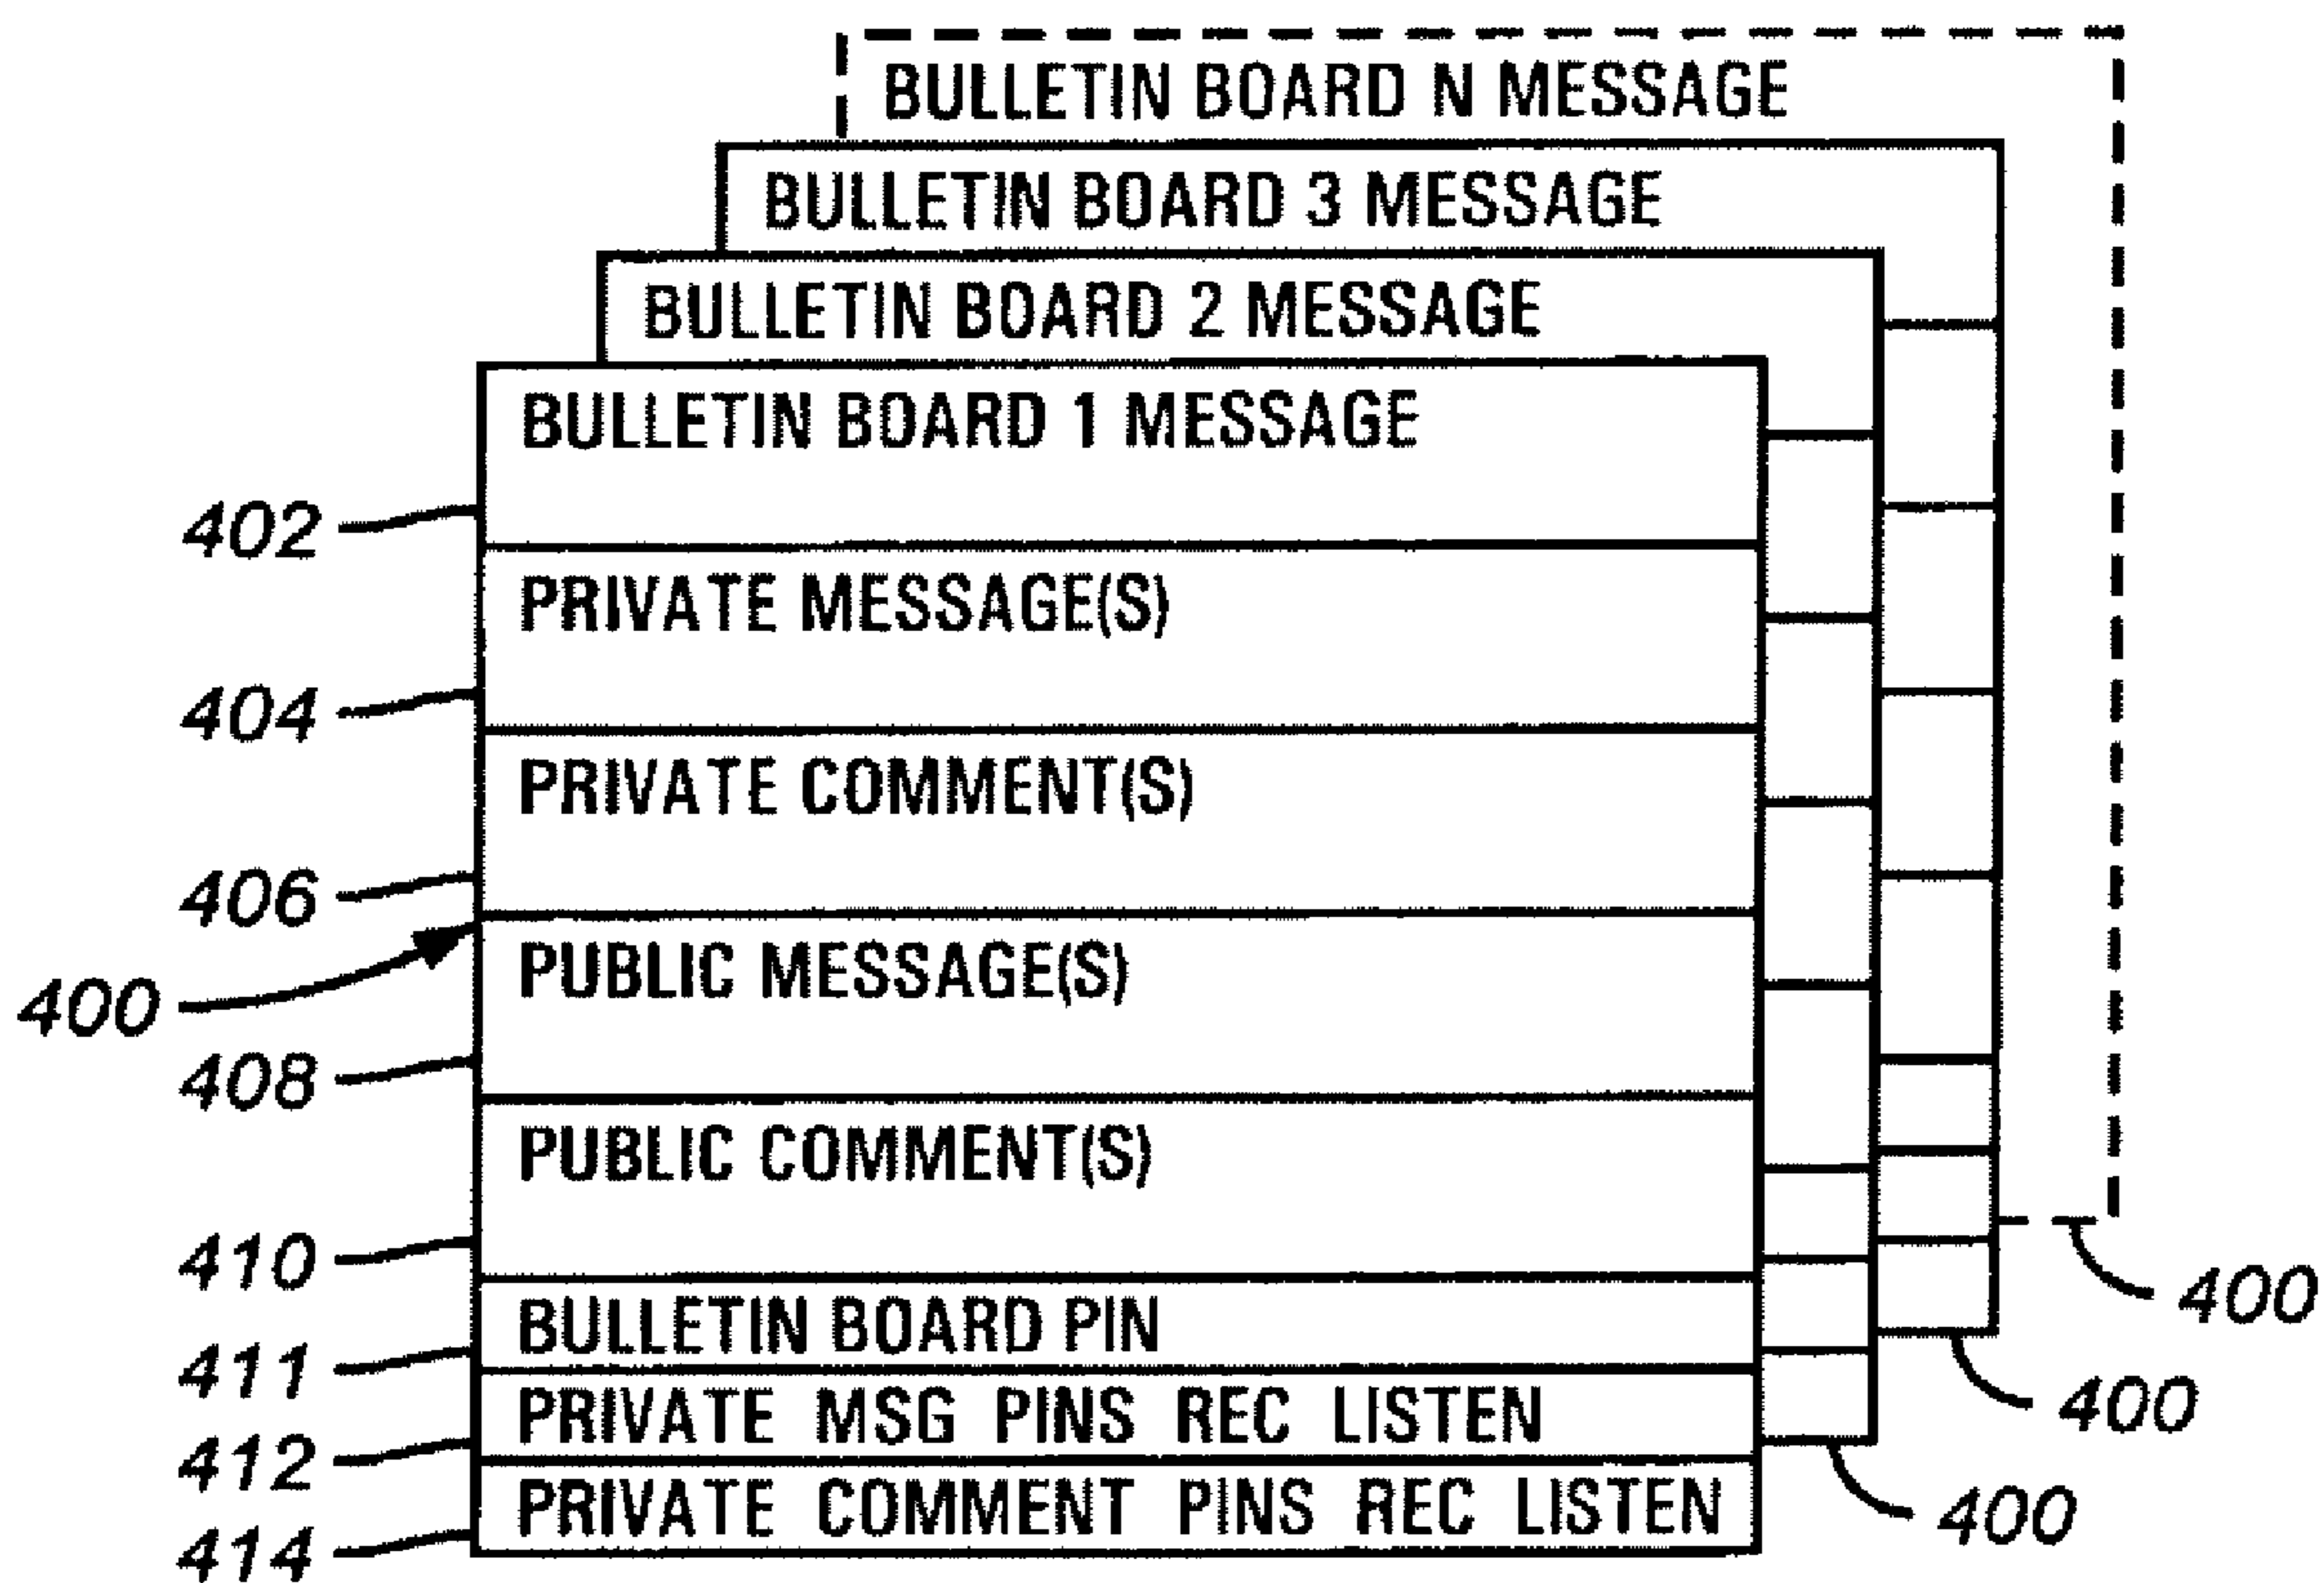 BULLETIN BOARD N MESSAGE
BULLETIN BOARD 3 MESSAGE
BULLETIN BOARD 2 MESSAGE
BULLETIN BOARD 1 MESSAGE
402
PRIVATE MESSAGE(S)
404
PRIVATE COMMENT(S)
406
400
PUBLIC MESSAGE(S)
408
PUBLIC COMMENT(S)
410
BULLETIN BOARD PIN
411
PRIVATE MSG PINS REC LISTEN
412
PRIVATE COMMENT PINS REC LISTEN
414
400
400
400